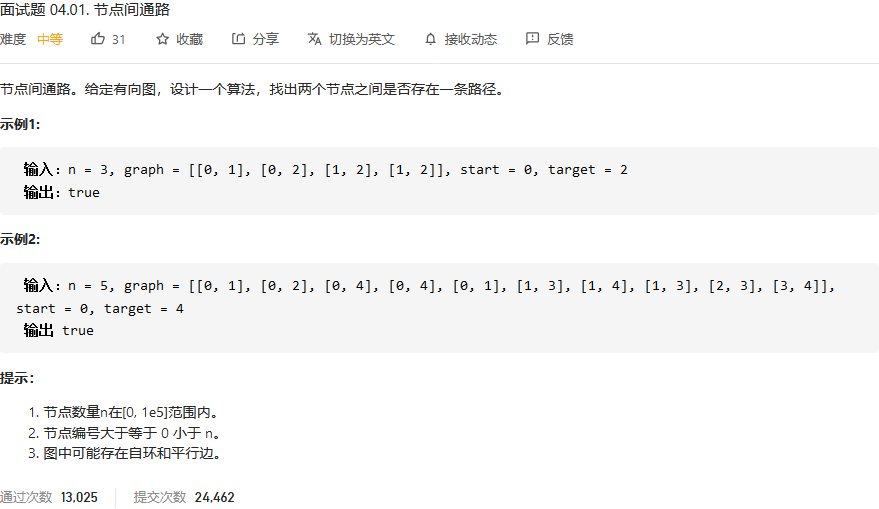 面试题 04.01. 节点间通路
难度 中等 31 收藏 分享 切换为英文 接收动态 反馈
节点间通路。给定有向图，设计一个算法，找出两个节点之间是否存在一条路径。
示例1:
输入：n = 3, graph = [[0, 1], [0, 2], [1, 2], [1, 2]], start = 0, target = 2
输出：true
示例2:
输入：n = 5, graph = [[0, 1], [0, 2], [0, 4], [0, 4], [0, 1], [1, 3], [1, 4], [1, 3], [2, 3], [3, 4]],
start = 0, target = 4
输出 true
提示：
1. 节点数量n在[0, 1e5]范围内。
2. 节点编号大于等于 0 小于 n。
3. 图中可能存在自环和平行边。
通过次数 13,025 提交次数 24,462